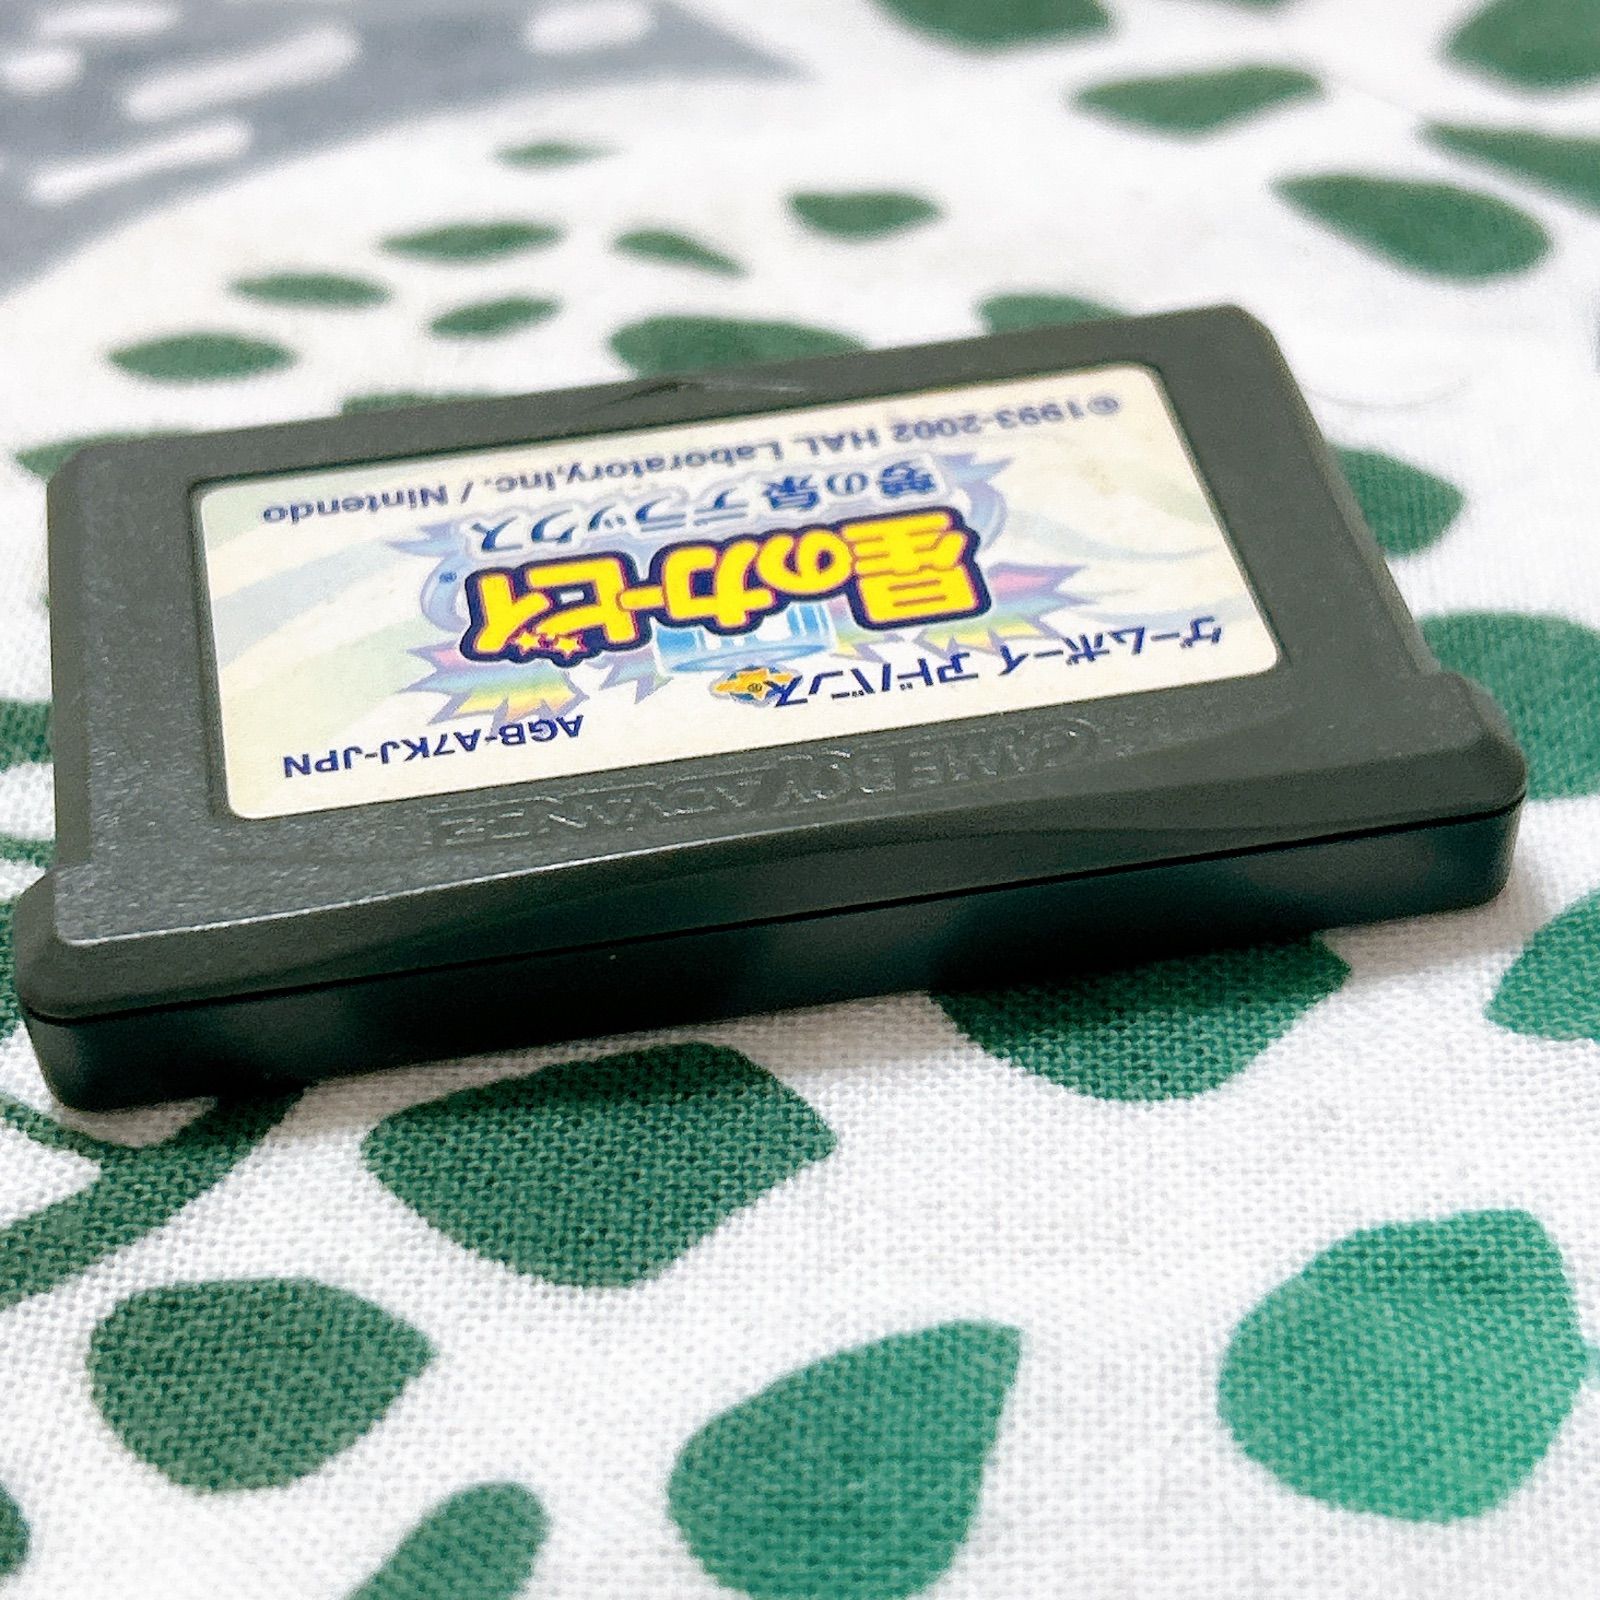 GAME BOY ADVANCE
AGB-A7KJ-JPN
ゲームボーイ アドバンス®
星のカービィ®
夢の泉デラックス
©1993-2002 HAL Laboratory,Inc. / Nintendo